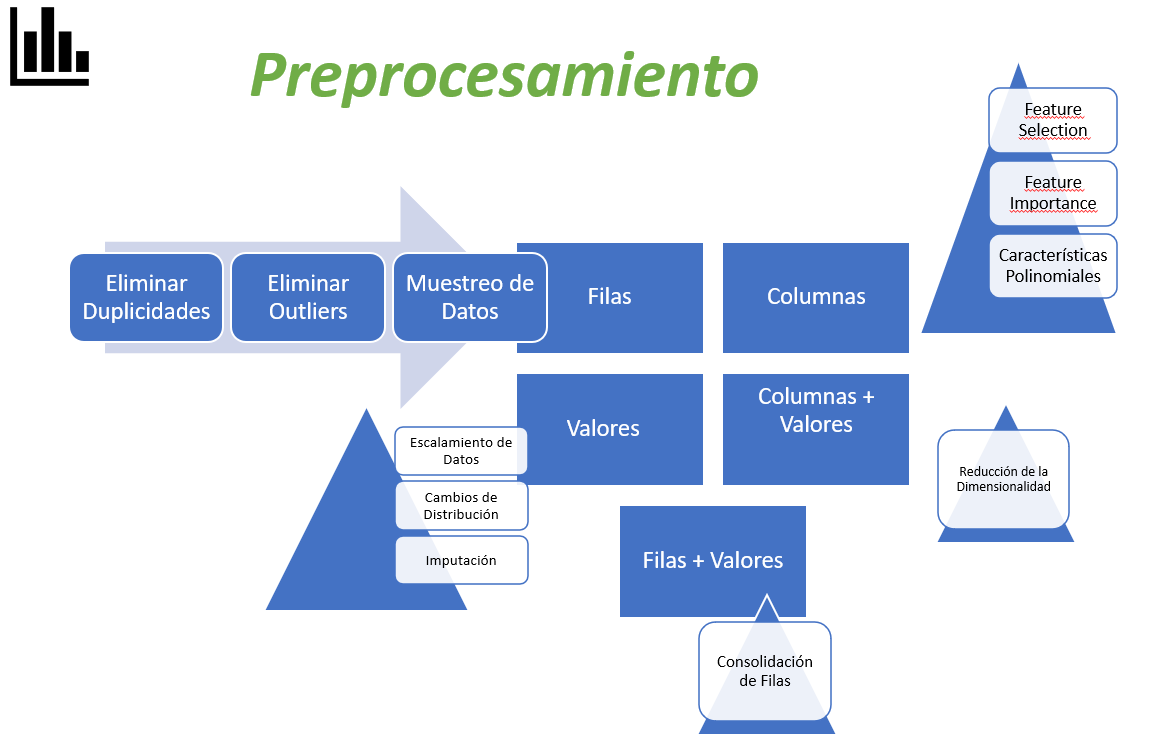 Preprocesamiento
Feature
Selection
Feature
Importance
Características
Polinomiales
Eliminar
Duplicidades
Eliminar
Outliers
Muestreo de
Datos
Filas
Columnas
Valores
Columnas +
Valores
Escalamiento de
Datos
Cambios de
Distribución
Imputación
Reducción de la
Dimensionalidad
Filas + Valores
Consolidación
de Filas